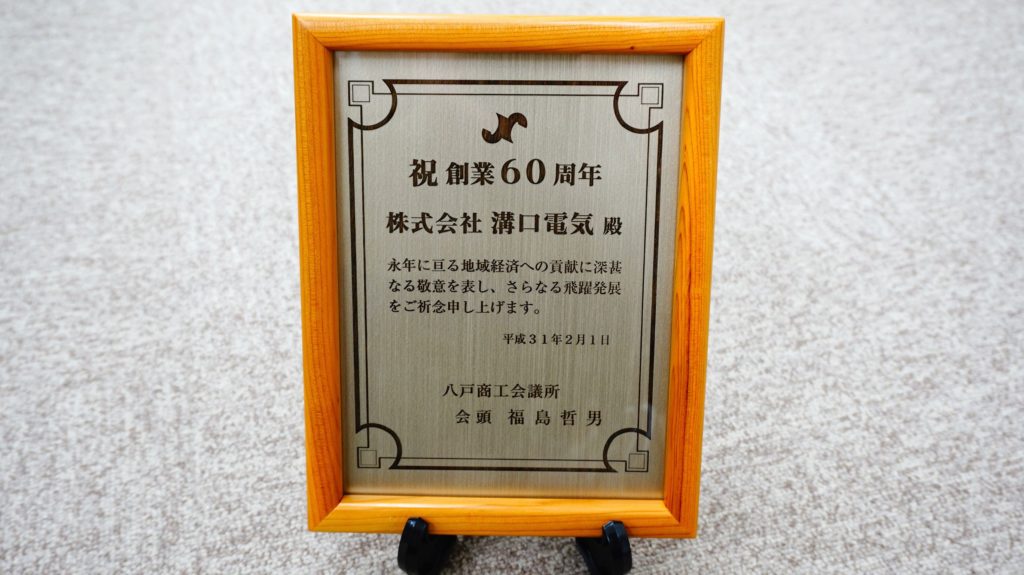 祝 創業60周年
株式会社 溝口電気 殿
永年に亘る地域経済への貢献に深甚
なる敬意を表し、さらなる飛躍発展
をご祈念申し上げます。
平成31年2月1日
八戸商工会議所
会頭 福島哲男